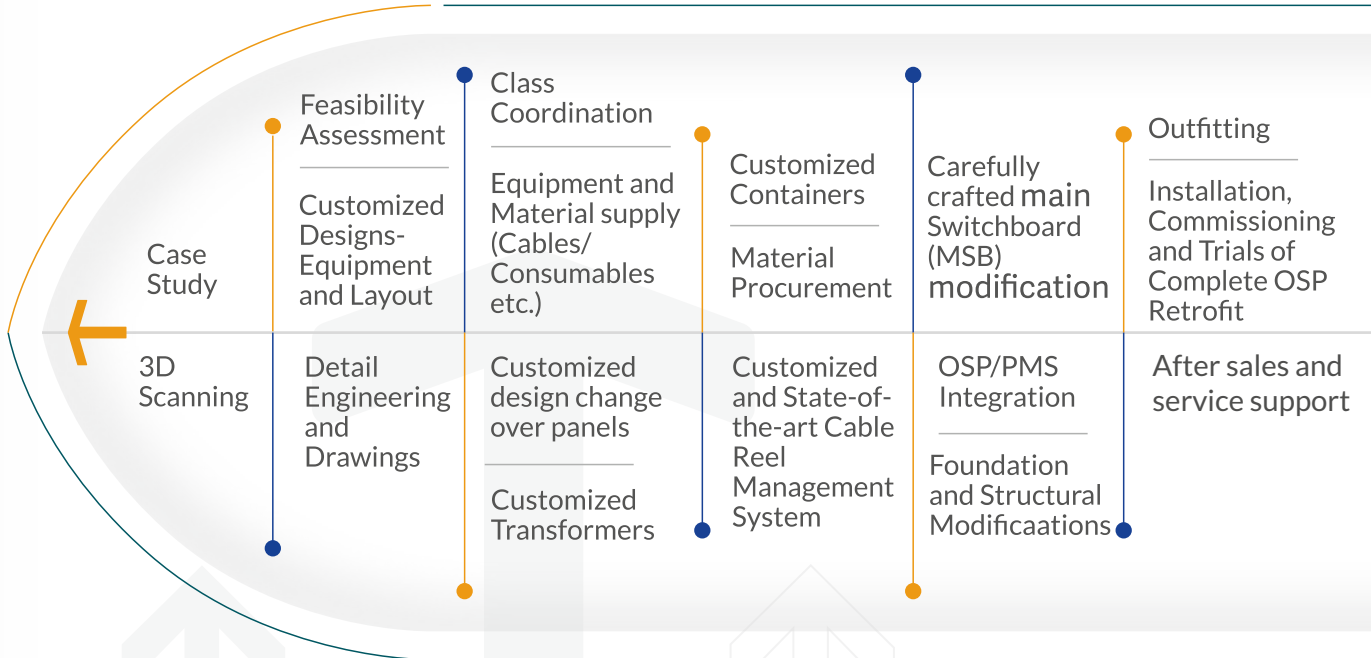 Case
Study
Feasibility
Assessment
Customized
Designs-
Equipment
and Layout
Class
Coordination
Equipment and
Material supply
(Cables/
Consumables
etc.)
Customized
Containers
Material
Procurement
Carefully
crafted main
Switchboard
(MSB)
modification
Outfitting
Installation,
Commissioning
and Trials of
Complete OSP
Retrofit
3D
Scanning
Detail
Engineering
and
Drawings
Customized
design change
over panels
Customized
Transformers
Customized
and State-of-
the-art Cable
Reel
Management
System
OSP/PMS
Integration
Foundation
and Structural
Modificaations
After sales and
service support